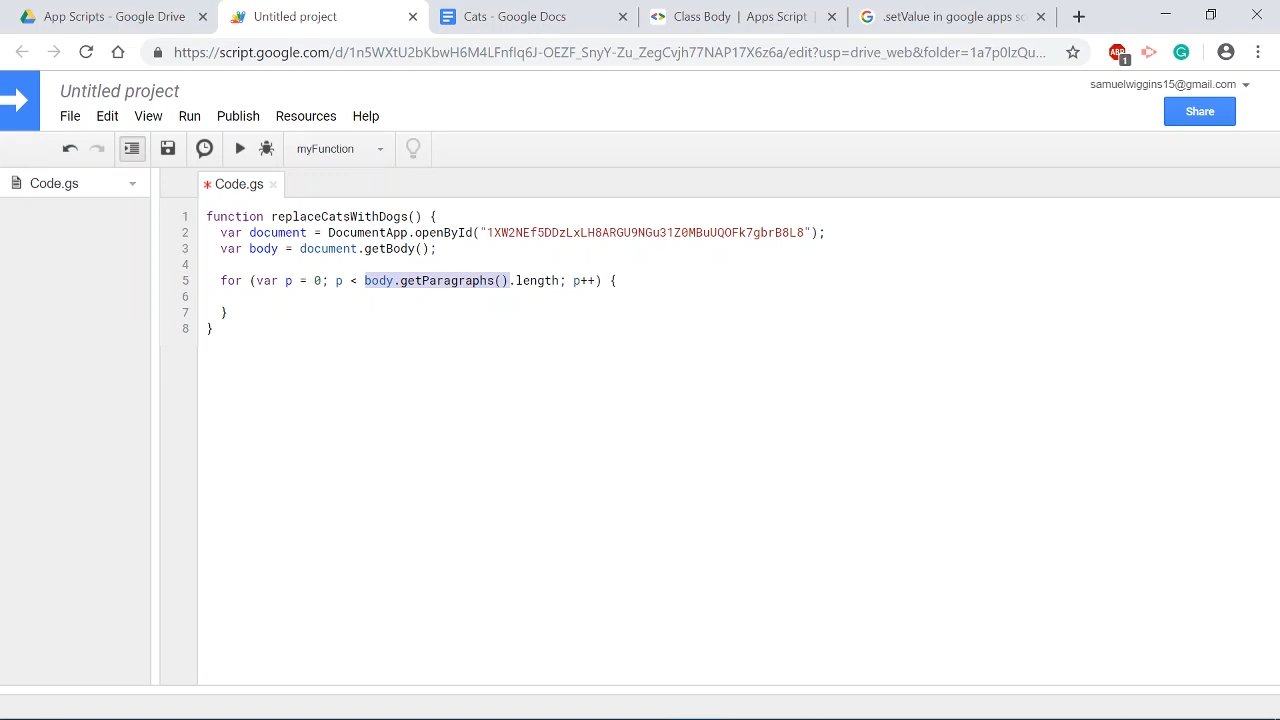 App Scripts - Google Drive
Untitled project
Cats - Google Docs
Class Body | Apps Script |
setValue in google apps sc
https://script.google.com/d/1n5WXtU2bKbwH6M4LFnflq6J-OEZF_SnyY-Zu_ZegCvjh77NAP17X6z6a/edit?usp=drive_web&folder=1a7p0lzQu...
ABP
1
G
Untitled project
samuelwiggins15@gmail.com
File Edit View Run Publish Resources Help
Share
myFunction
Code.gs
* Code.gs
1 function replaceCatsWithDogs() {
2 var document = DocumentApp.openById("1XW2NEf5DDzLxLH8ARGU9NGu31Z0MBuUQOFk7gbrB8L8");
3 var body = document.getBody();
4
5 for (var p = 0; p < body.getParagraphs().length; p++) {
6
7 }
8 }